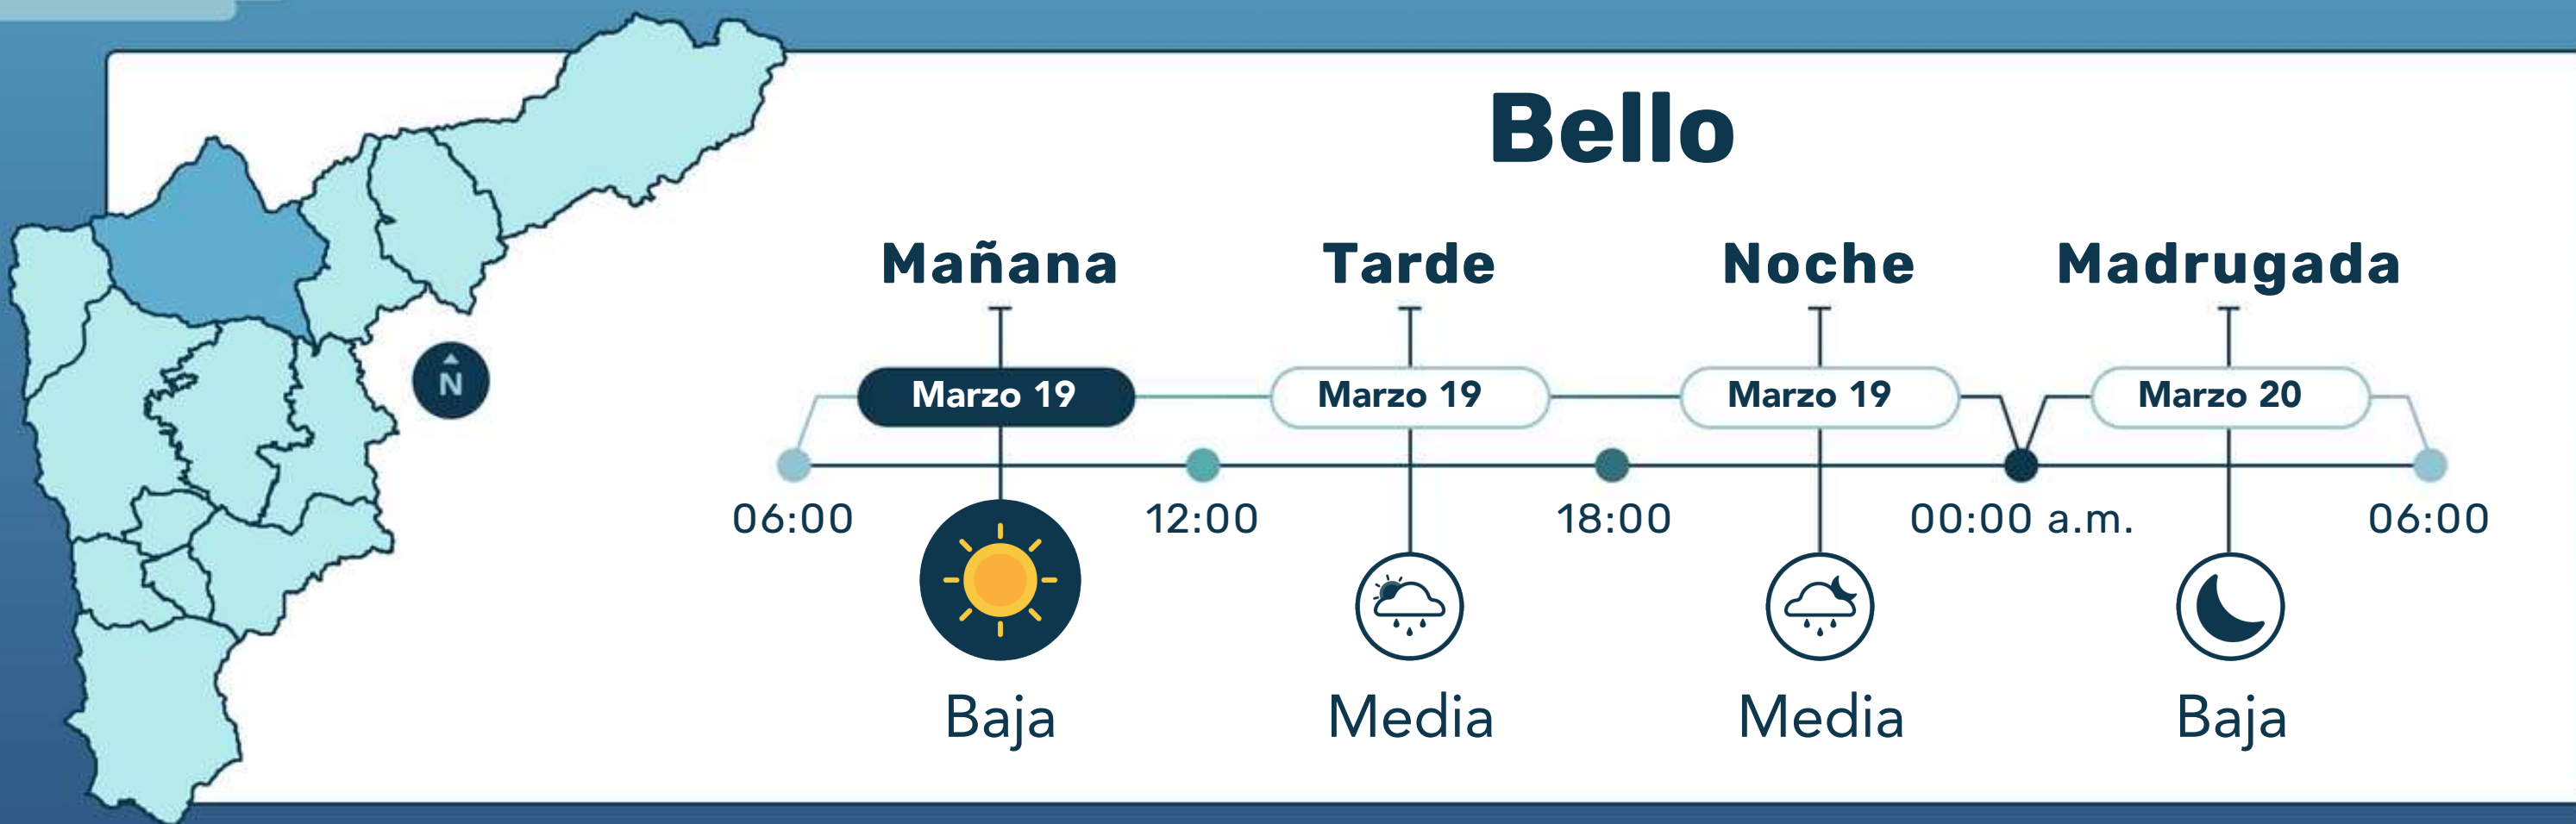 Bello
Mañana Tarde Noche Madrugada
Marzo 19 Marzo 19 Marzo 19 Marzo 20
N
06:00 12:00 18:00 00:00 a.m. 06:00
Baja Media Media Baja